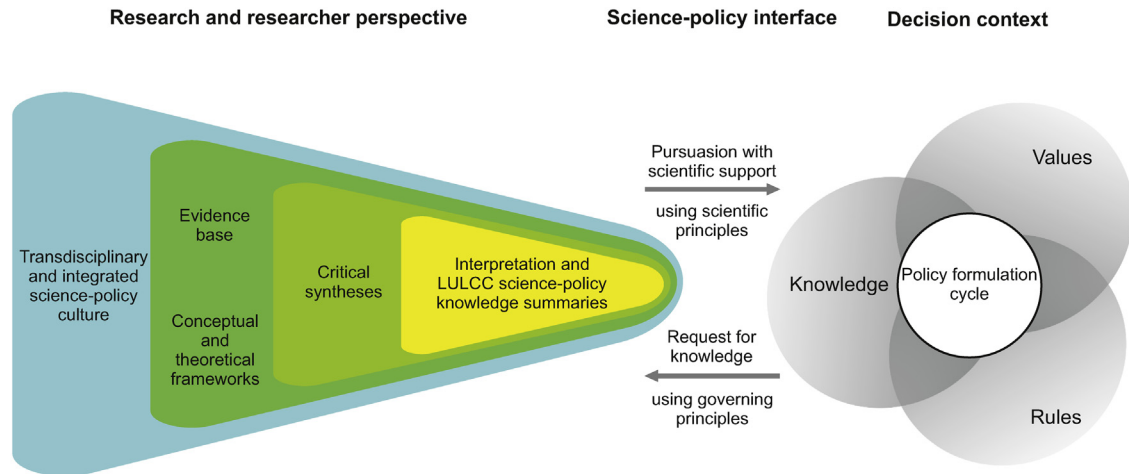 Research and researcher perspective
Science-policy interface
Decision context
Transdisciplinary
and integrated
science-policy
culture
Evidence
base
Conceptual
and
theoretical
frameworks
Critical
syntheses
Interpretation and
LULCC science-policy
knowledge summaries
Pursuasion with
scientific support
using scientific
principles
Request for
knowledge
using governing
principles
Values
Knowledge
Policy formulation
cycle
Rules